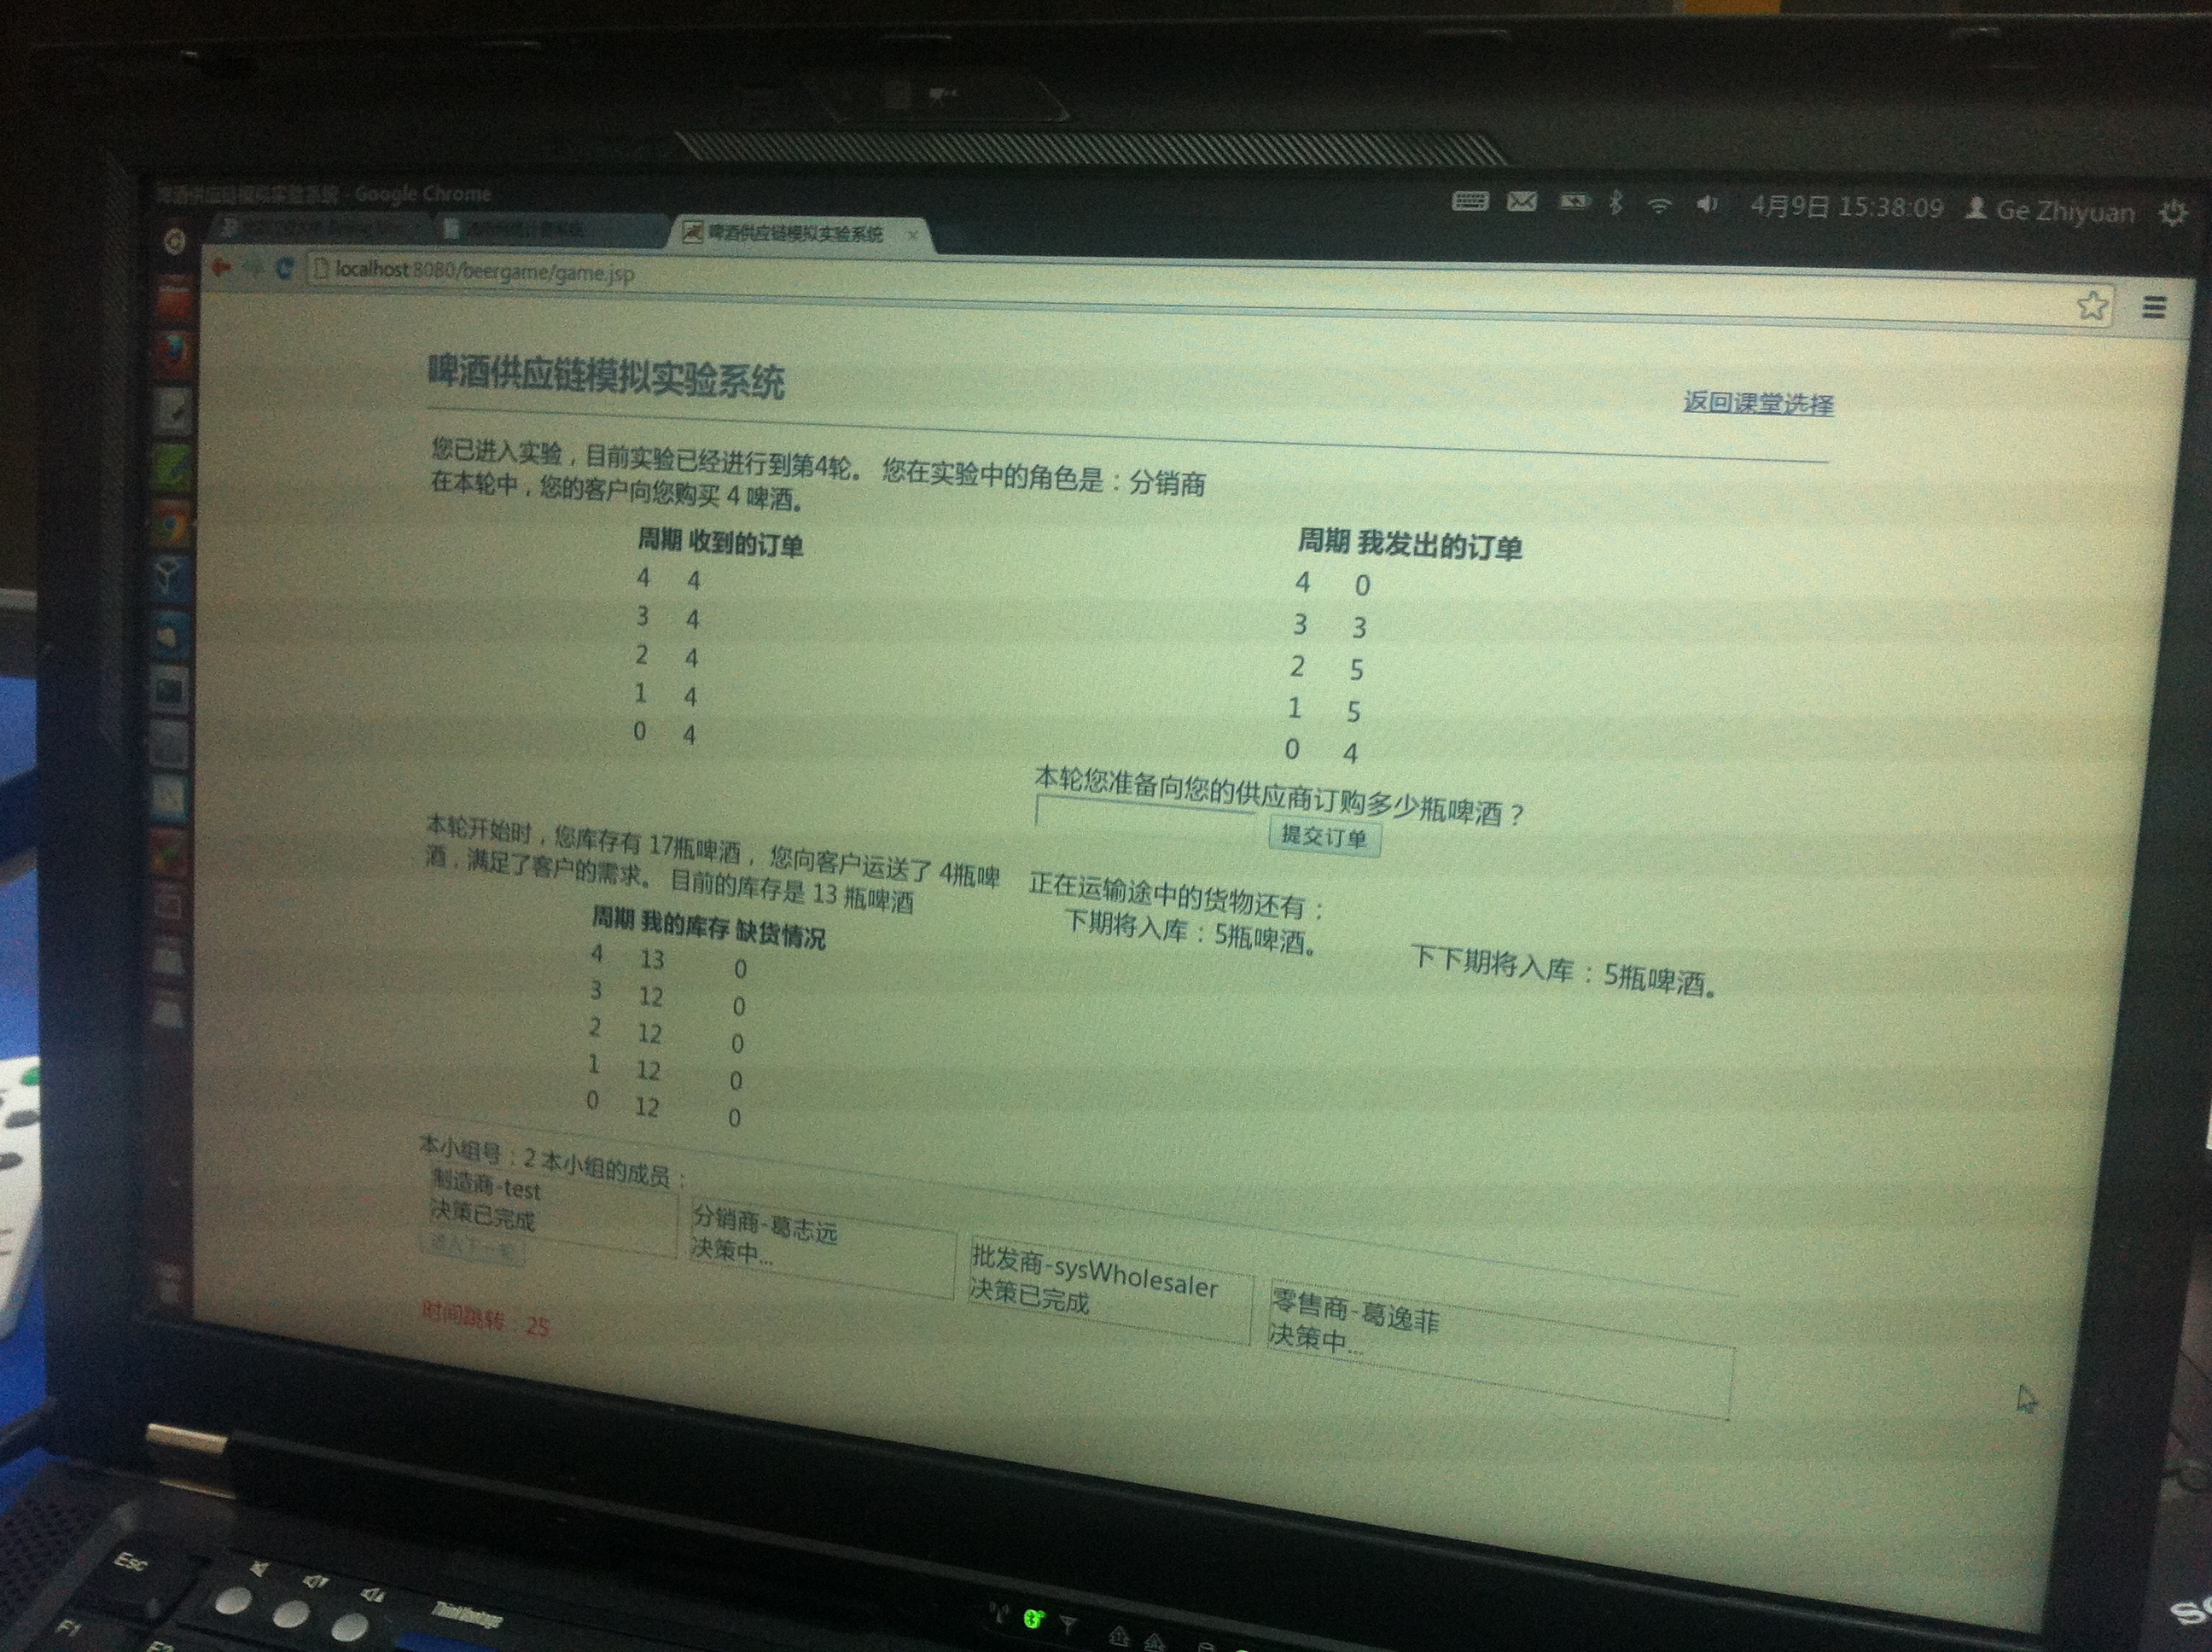 啤酒供应链模拟实验系统 - Google Chrome
4月9日 15:38:09 Ge Zhiyuan
啤酒供应链模拟实验系统
localhost:8080/beergame/game.jsp
啤酒供应链模拟实验系统
返回课堂选择
您已进入实验，目前实验已经进行到第4轮。 您在实验中的角色是：分销商
在本轮中，您的客户向您购买 4 啤酒。
周期 收到的订单
4 4
3 4
2 4
1 4
0 4
周期 我发出的订单
4 0
3 3
2 5
1 5
0 4
本轮您准备向您的供应商订购多少瓶啤酒？
提交订单
本轮开始时，您库存有 17瓶啤酒， 您向客户运送了 4瓶啤
酒，满足了客户的需求。 目前的库存是 13 瓶啤酒
正在运输途中的货物还有：
下期将入库：5瓶啤酒。 下下期将入库：5瓶啤酒。
周期 我的库存 缺货情况
4 13 0
3 12 0
2 12 0
1 12 0
0 12 0
本小组号：2 本小组的成员：
制造商-test
决策已完成
进入下一轮
分销商-葛志远
决策中...
批发商-sysWholesaler
决策已完成
零售商-葛逸菲
决策中...
时间跳转：25
Esc
ThinkVantage
F1
F2